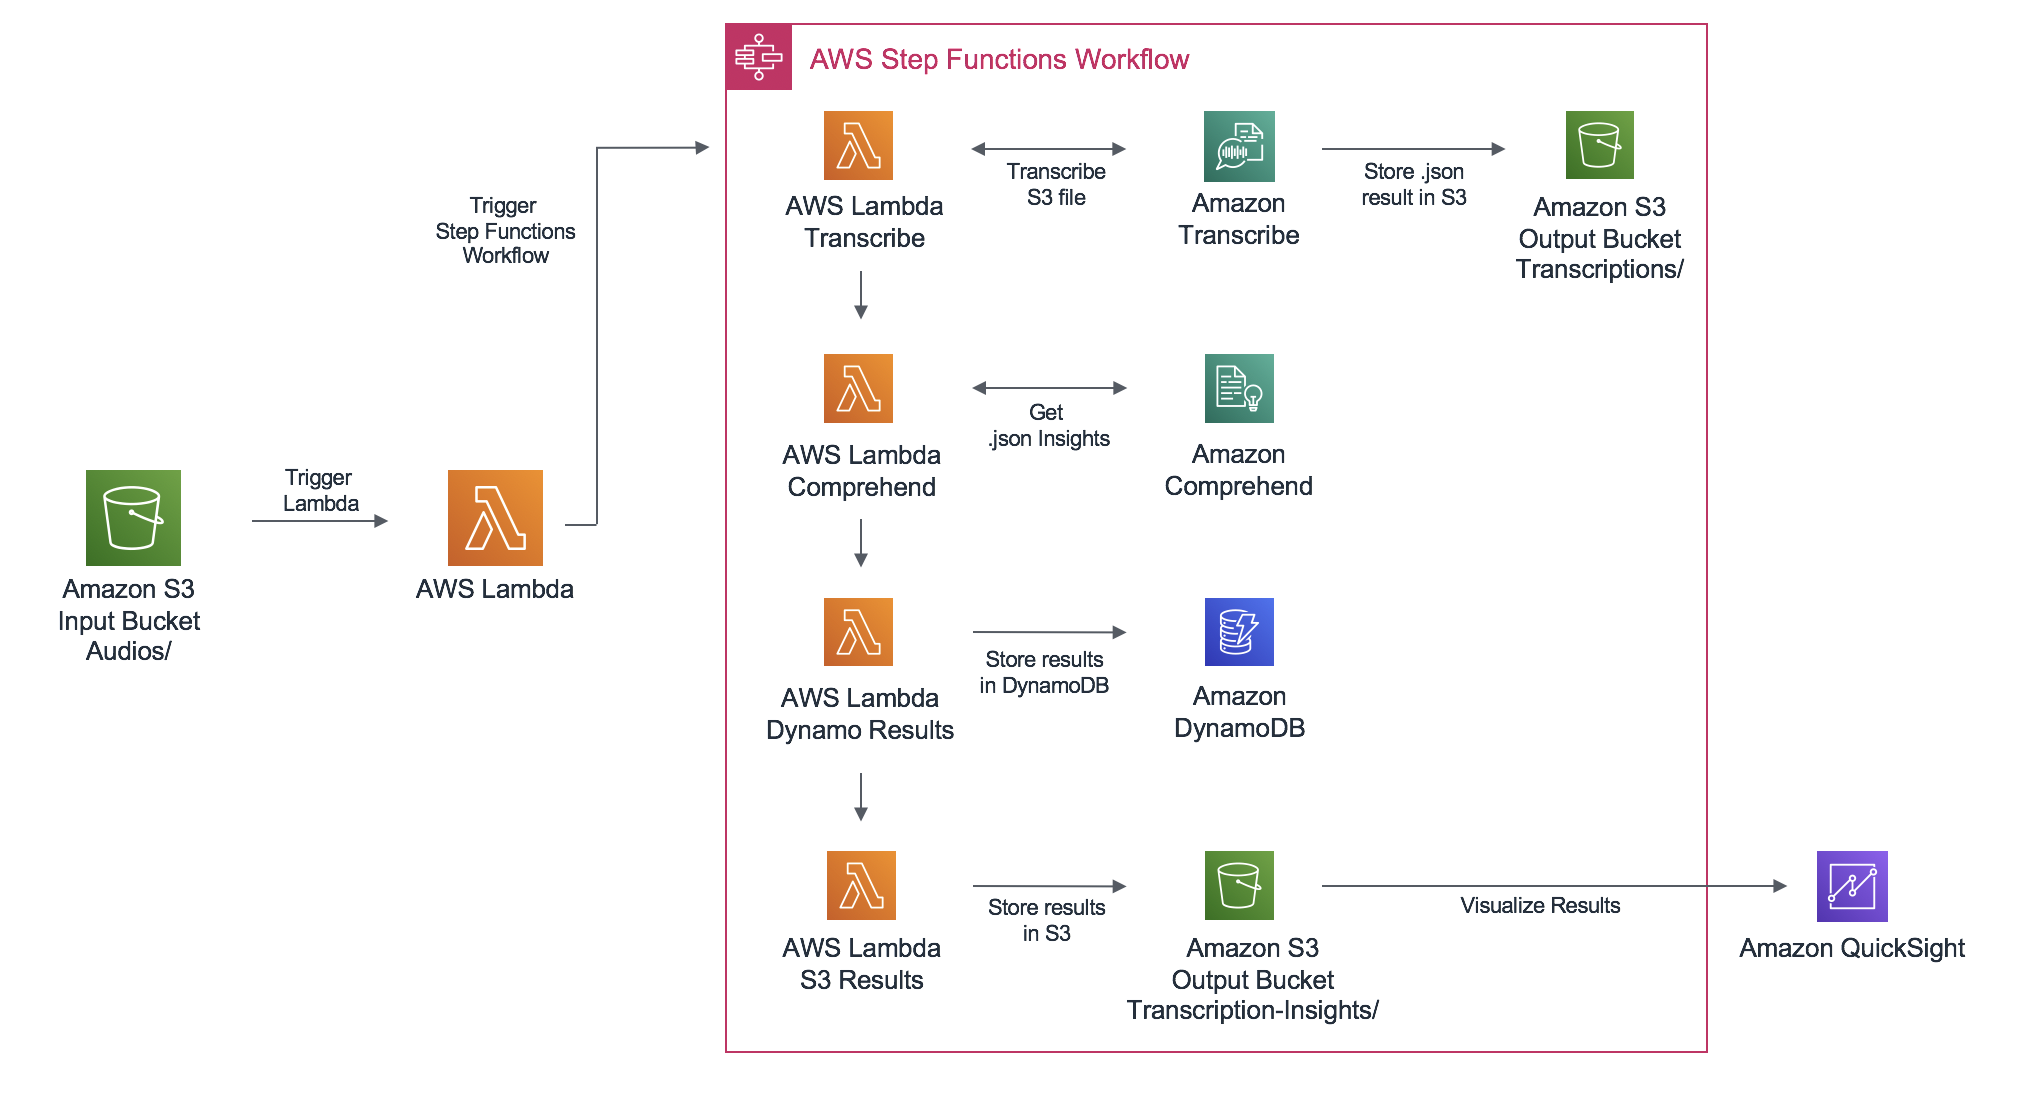 AWS Step Functions Workflow
Trigger
Step Functions
Workflow
Trigger
Lambda
Amazon S3
Input Bucket
Audios/
AWS Lambda
AWS Lambda
Transcribe
Transcribe
S3 file
Amazon
Transcribe
Store .json
result in S3
Amazon S3
Output Bucket
Transcriptions/
AWS Lambda
Comprehend
Get
.json Insights
Amazon
Comprehend
AWS Lambda
Dynamo Results
Store results
in DynamoDB
Amazon
DynamoDB
AWS Lambda
S3 Results
Store results
in S3
Amazon S3
Output Bucket
Transcription-Insights/
Visualize Results
Amazon QuickSight